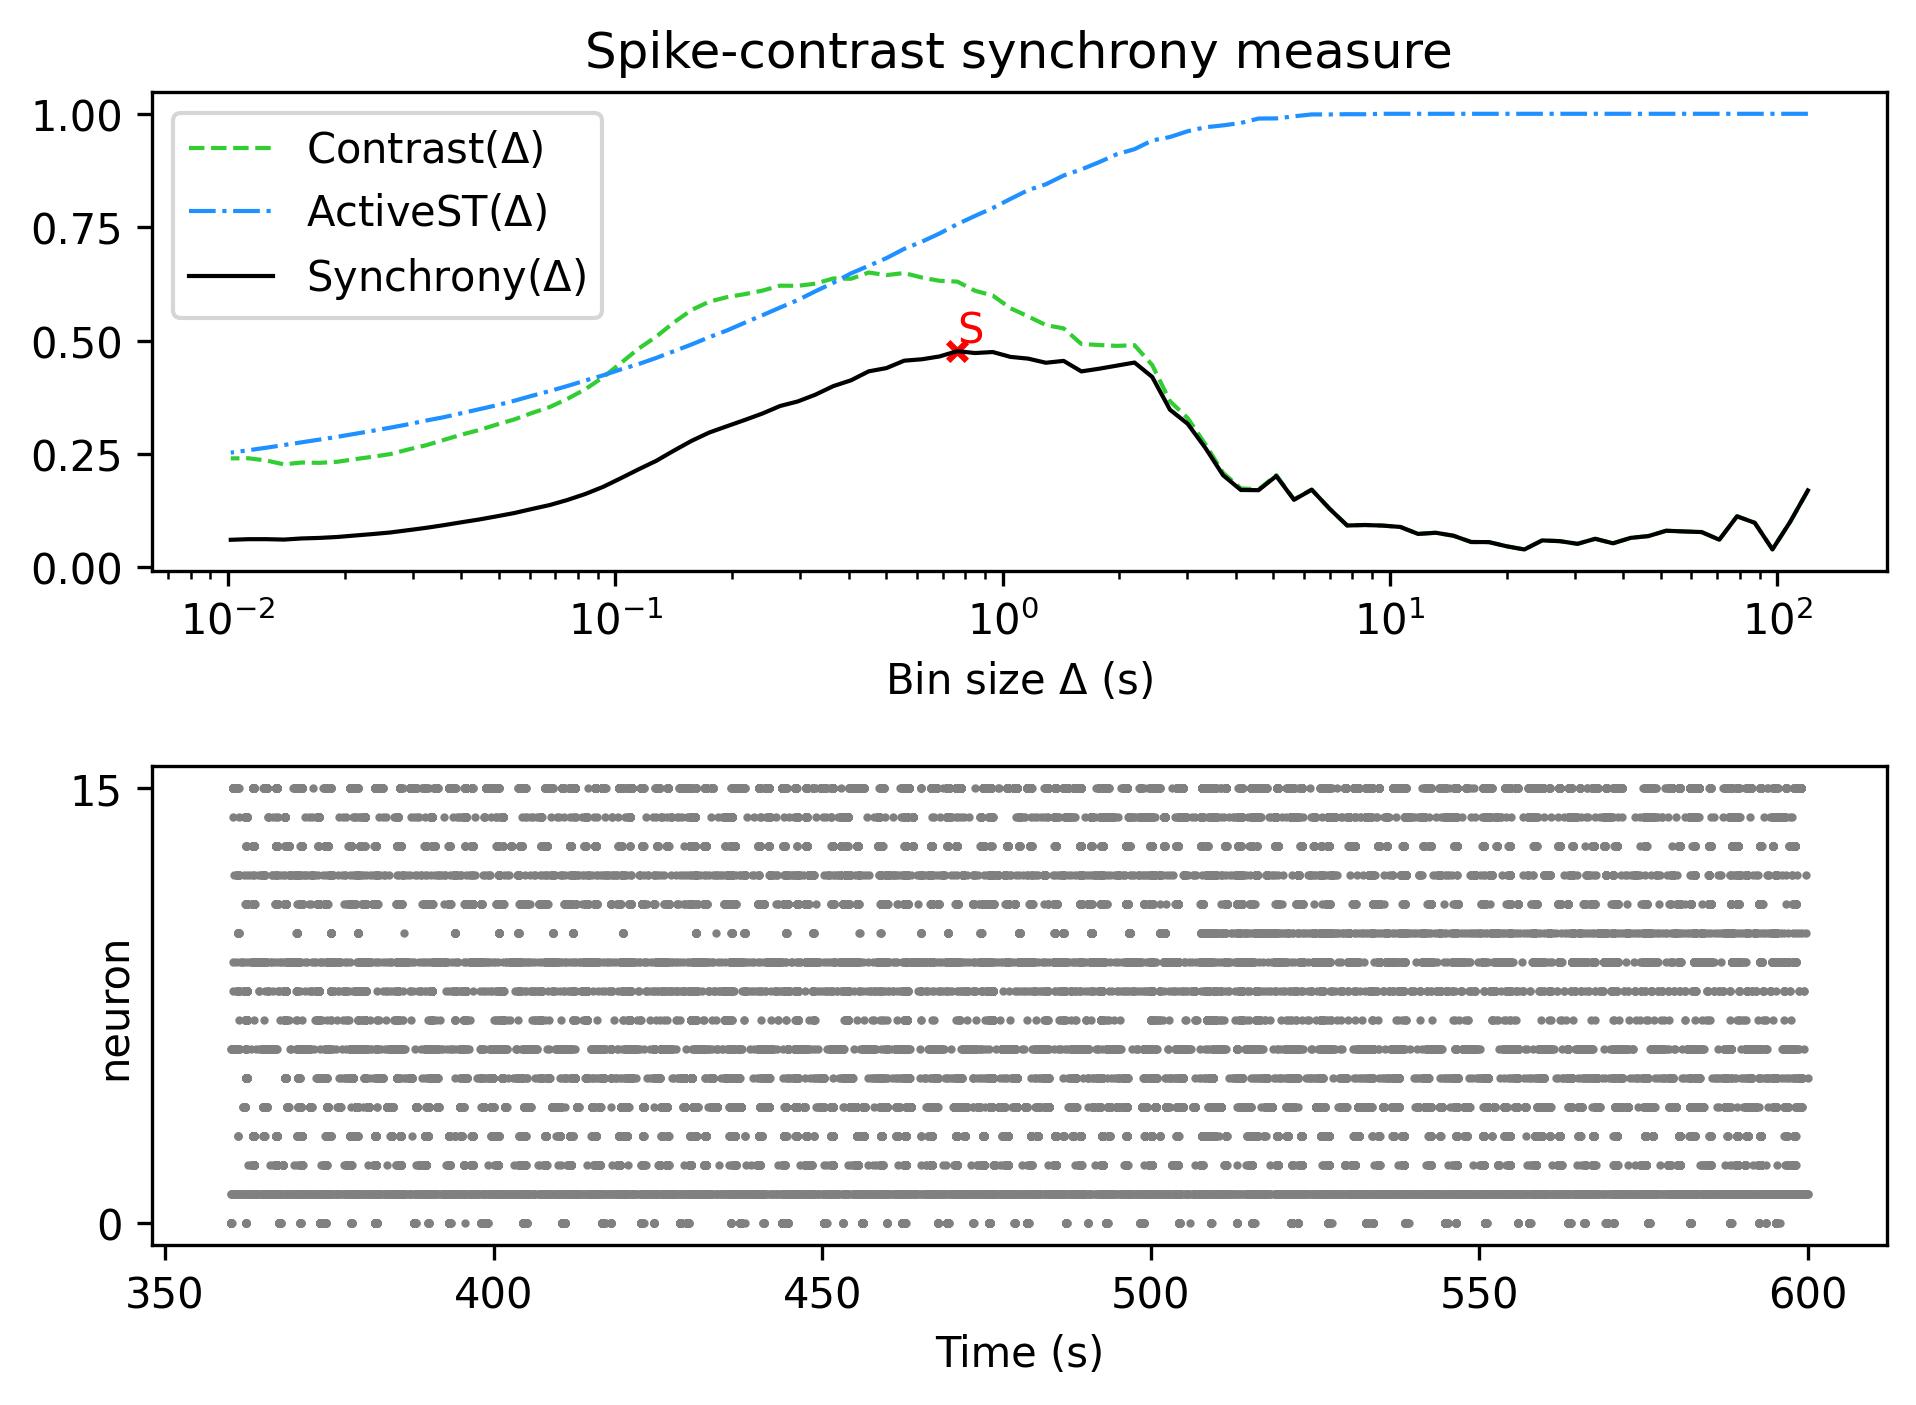 Spike-contrast synchrony measure
1.00
0.75
0.50
0.25
0.00
Contrast(Δ)
ActiveST(Δ)
Synchrony(Δ)
S
10⁻² 10⁻¹ 10⁰ 10¹ 10²
Bin size Δ (s)
15
0
neuron
350 400 450 500 550 600
Time (s)